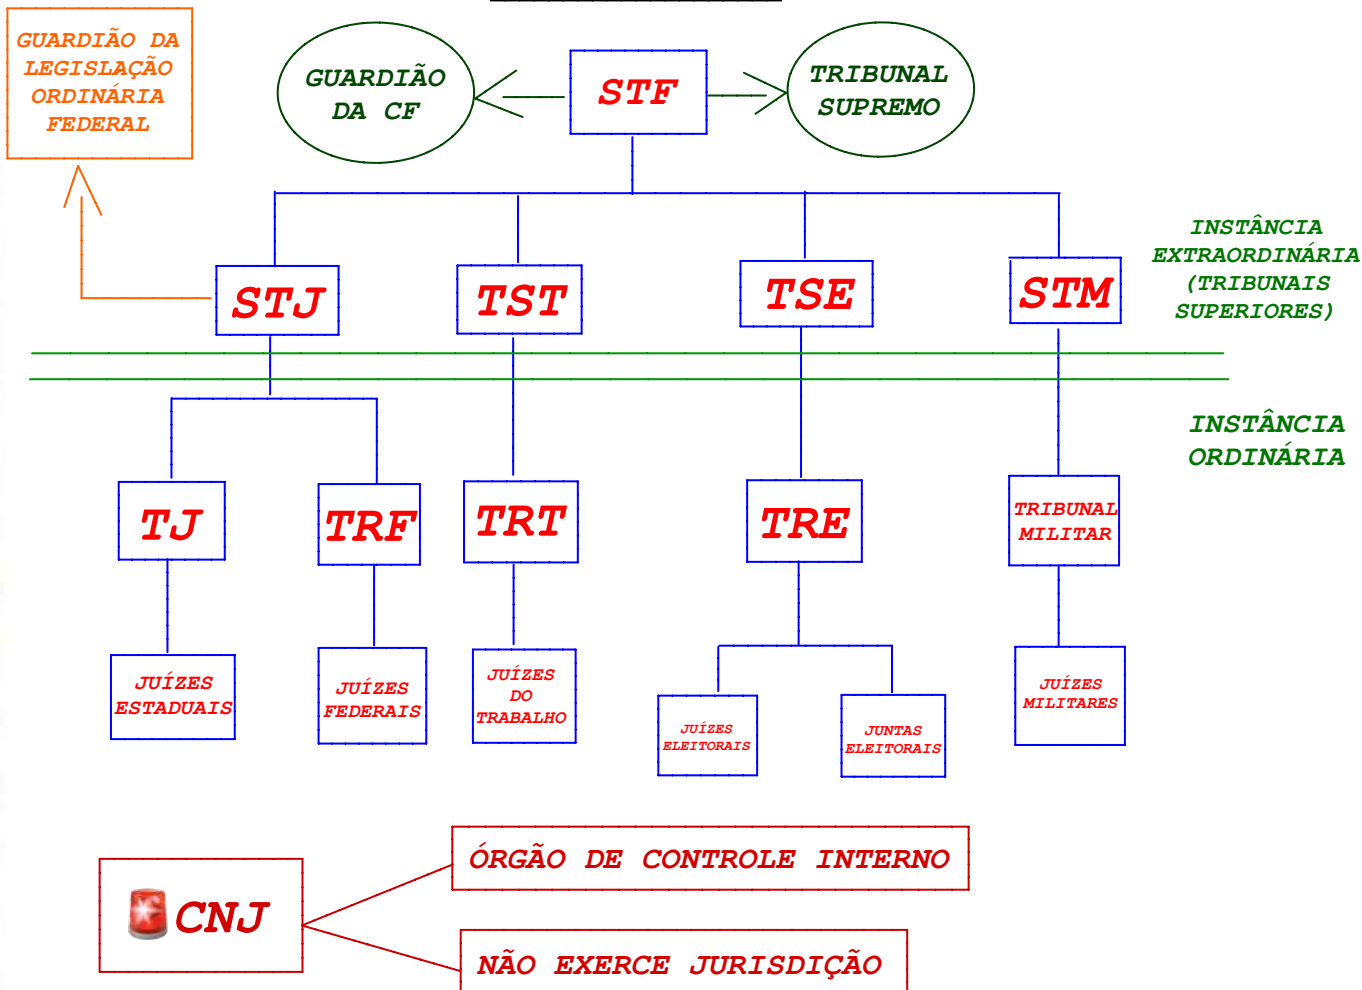 GUARDIÃO DA
LEGISLAÇÃO
ORDINÁRIA
FEDERAL
GUARDIÃO
DA CF
STF
TRIBUNAL
SUPREMO
INSTÂNCIA
EXTRAORDINÁRIA
(TRIBUNAIS
SUPERIORES)
STJ
TST
TSE
STM
INSTÂNCIA
ORDINÁRIA
TJ
TRF
TRT
TRE
TRIBUNAL
MILITAR
JUÍZES
ESTADUAIS
JUÍZES
FEDERAIS
JUÍZES
DO
TRABALHO
JUÍZES
ELEITORAIS
JUNTAS
ELEITORAIS
JUÍZES
MILITARES
CNJ
ÓRGÃO DE CONTROLE INTERNO
NÃO EXERCE JURISDIÇÃO